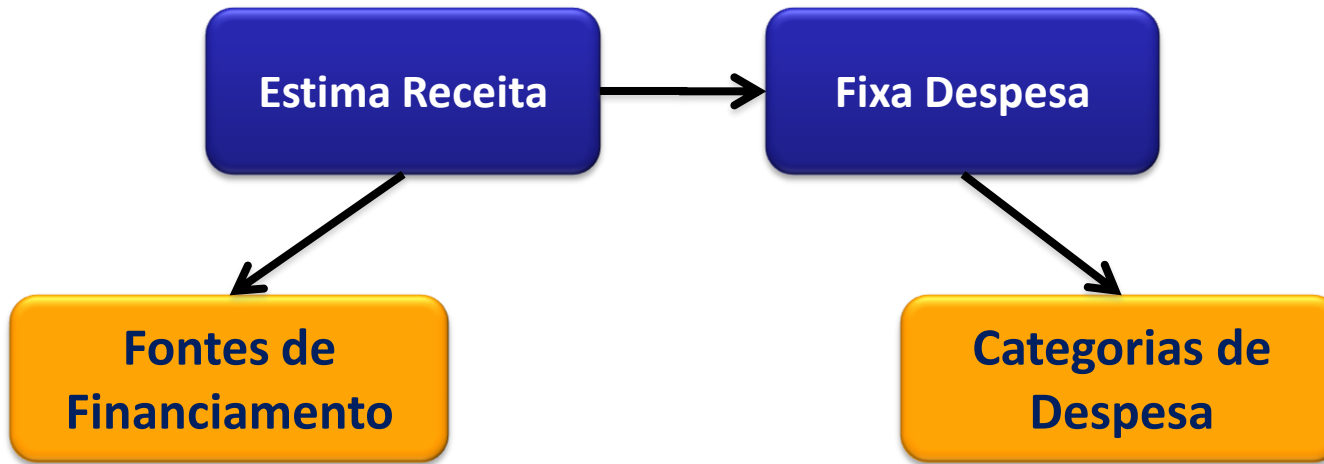 Estima Receita
Fixa Despesa
Fontes de
Financiamento
Categorias de
Despesa